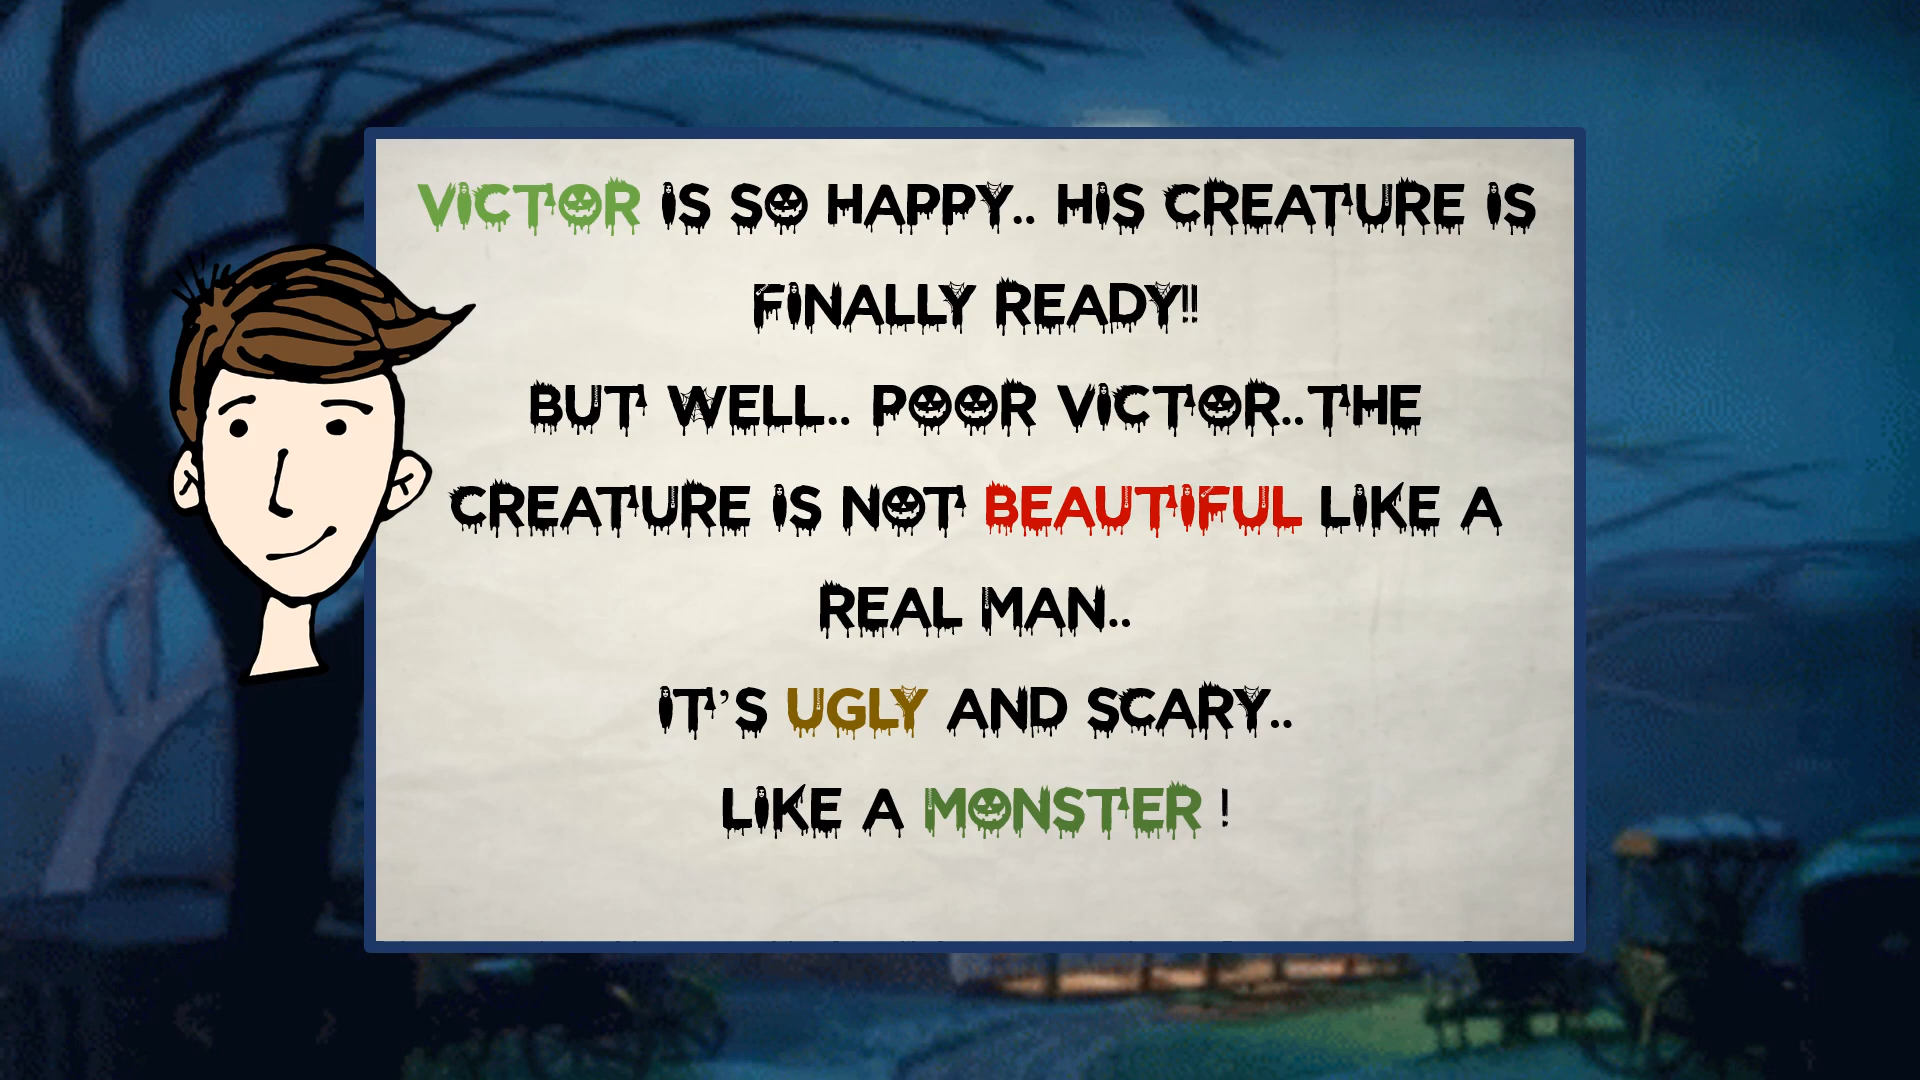 VICTOR IS SO HAPPY.. HIS CREATURE IS
FINALLY READY!!
BUT WELL.. POOR VICTOR..THE
CREATURE IS NOT BEAUTIFUL LIKE A
REAL MAN..
IT'S UGLY AND SCARY..
LIKE A MONSTER !